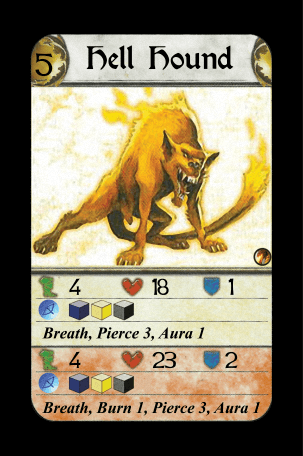 5 Hell Hound
4 18 1
Breath, Pierce 3, Aura 1
4 23 2
Breath, Burn 1, Pierce 3, Aura 1